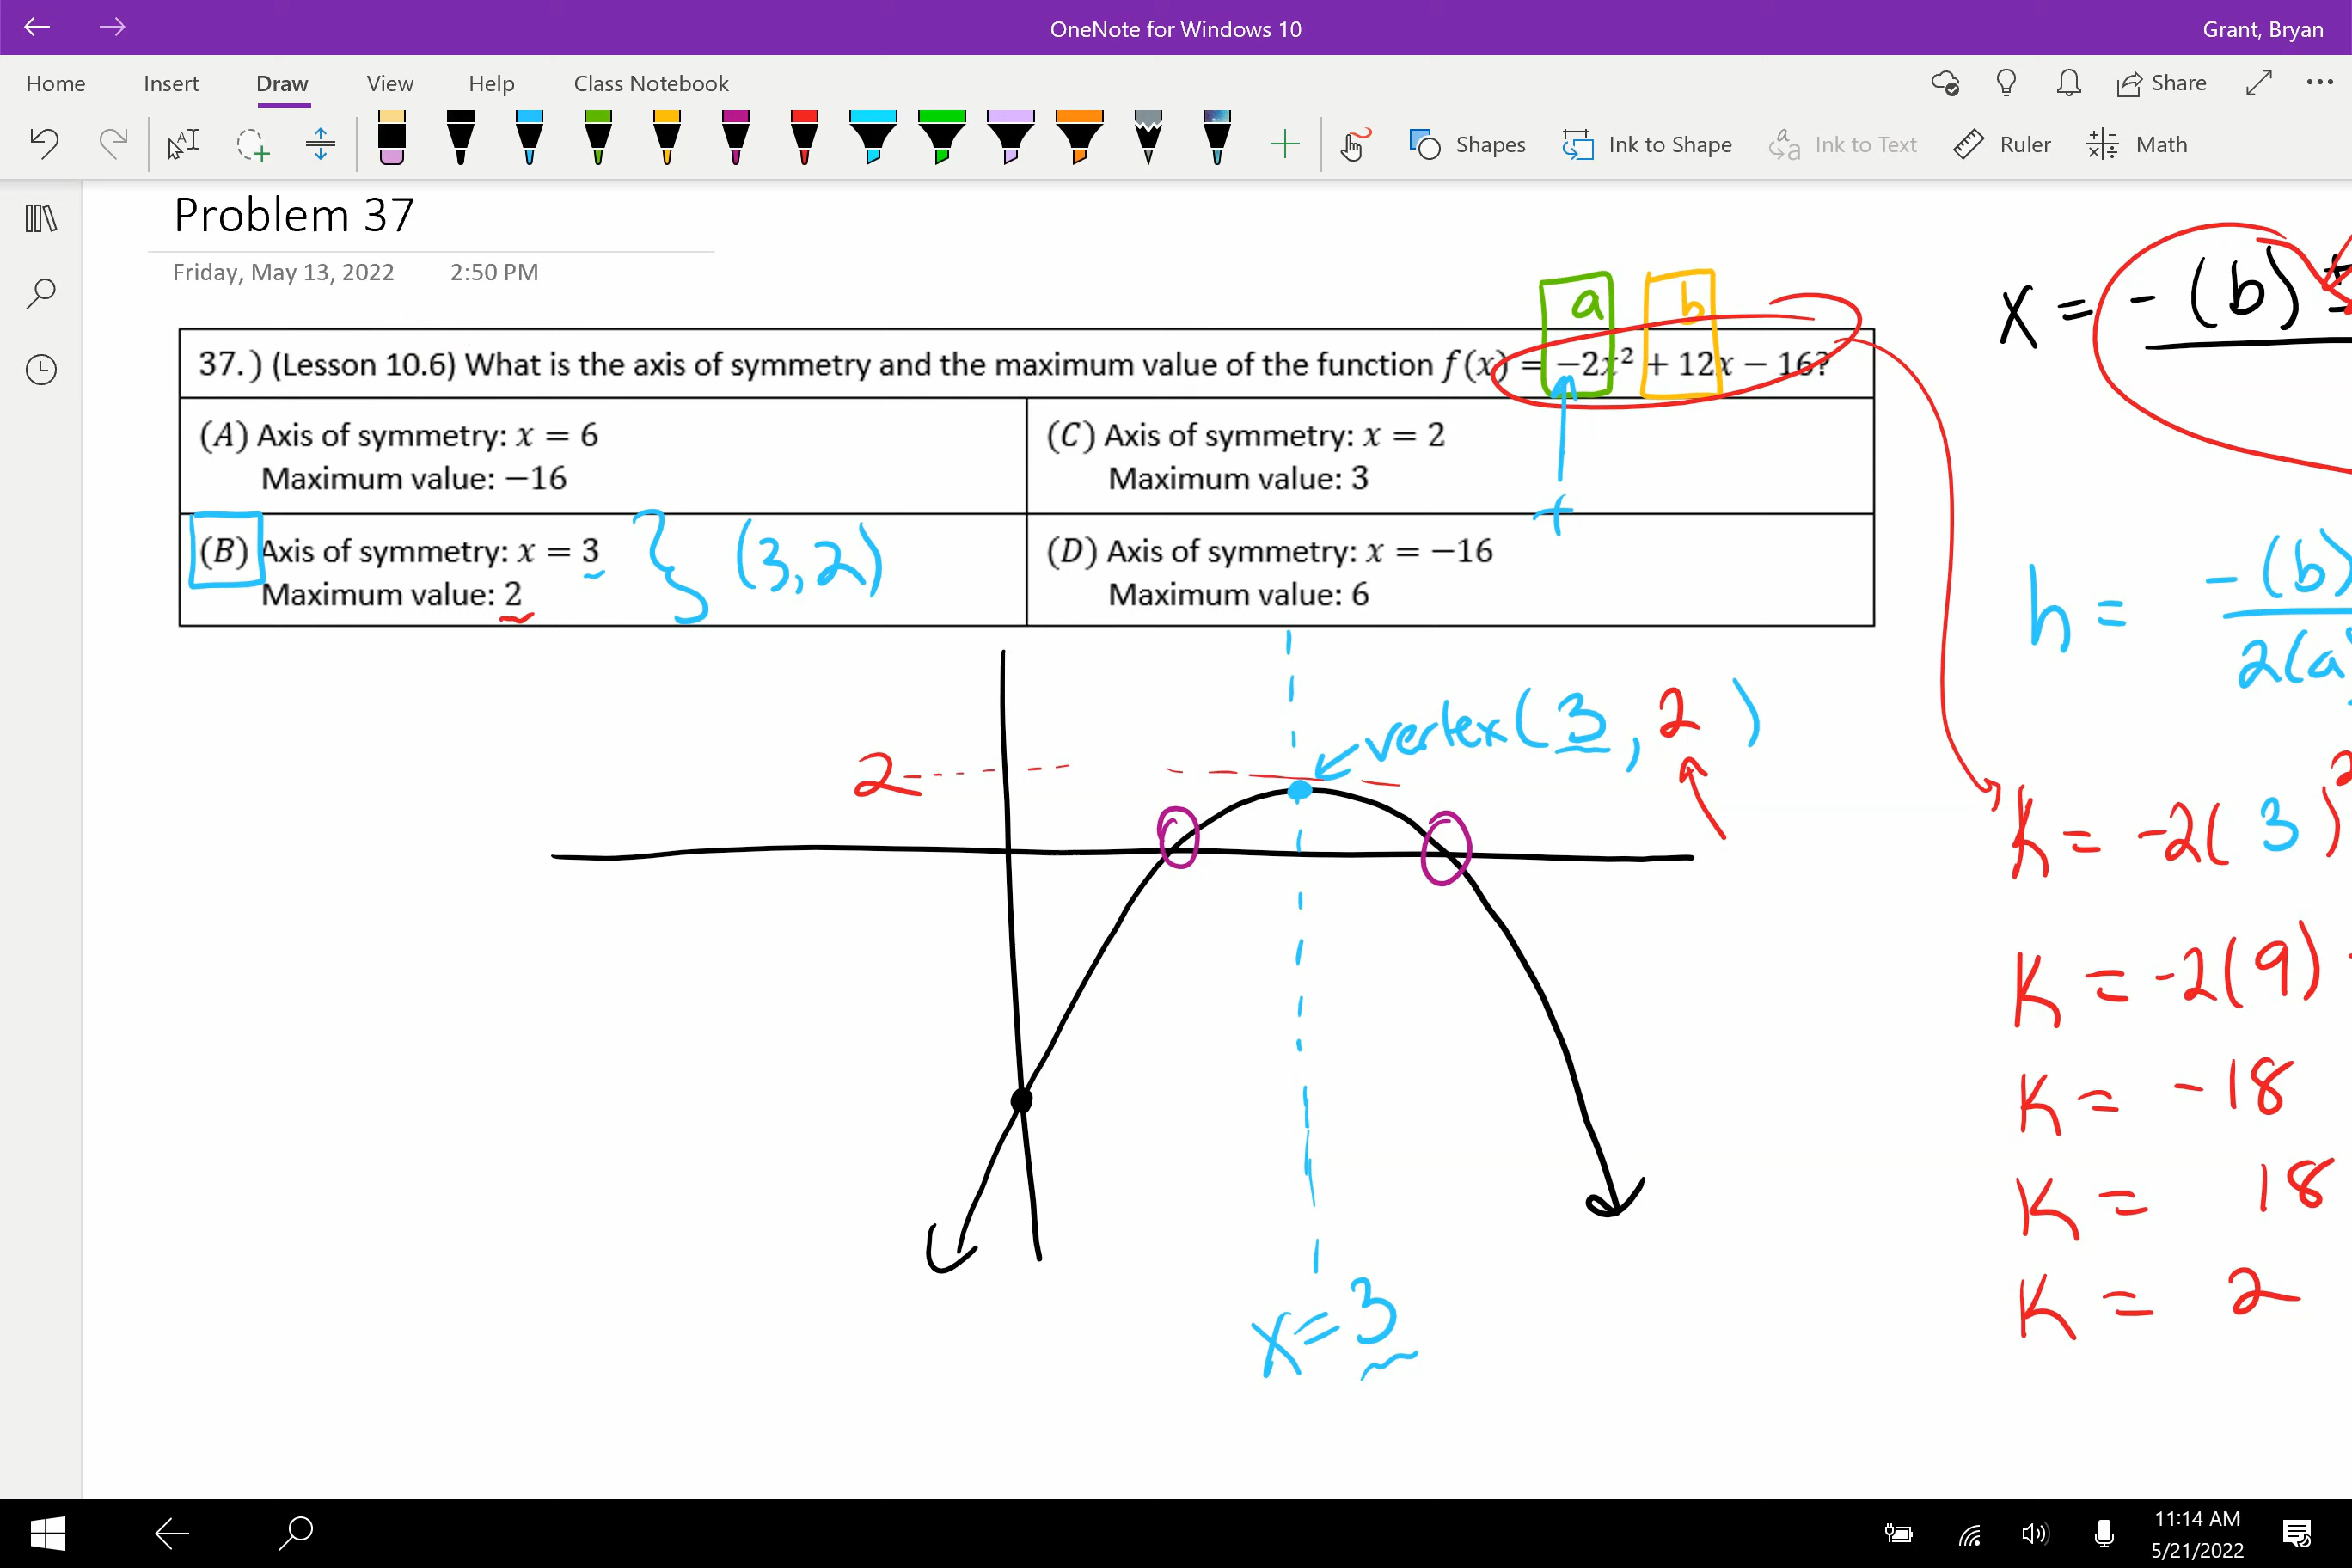 OneNote for Windows 10
Grant, Bryan
Home Insert Draw View Help Class Notebook Share
Shapes Ink to Shape Ink to Text Ruler Math
Problem 37
Friday, May 13, 2022 2:50 PM
a b
37.) (Lesson 10.6) What is the axis of symmetry and the maximum value of the function f(x) = −2x² + 12x − 16?
(A) Axis of symmetry: x = 6
Maximum value: −16
(B) Axis of symmetry: x = 3
Maximum value: 2
} (3, 2)
(C) Axis of symmetry: x = 2
Maximum value: 3
(D) Axis of symmetry: x = −16
Maximum value: 6
+
vertex (3, 2)
2
x = 3
x = -(b) ±
h = -(b)
2(a
K = -2(3)²
K = -2(9)
K = -18
K = 18
K = 2
11:14 AM
5/21/2022